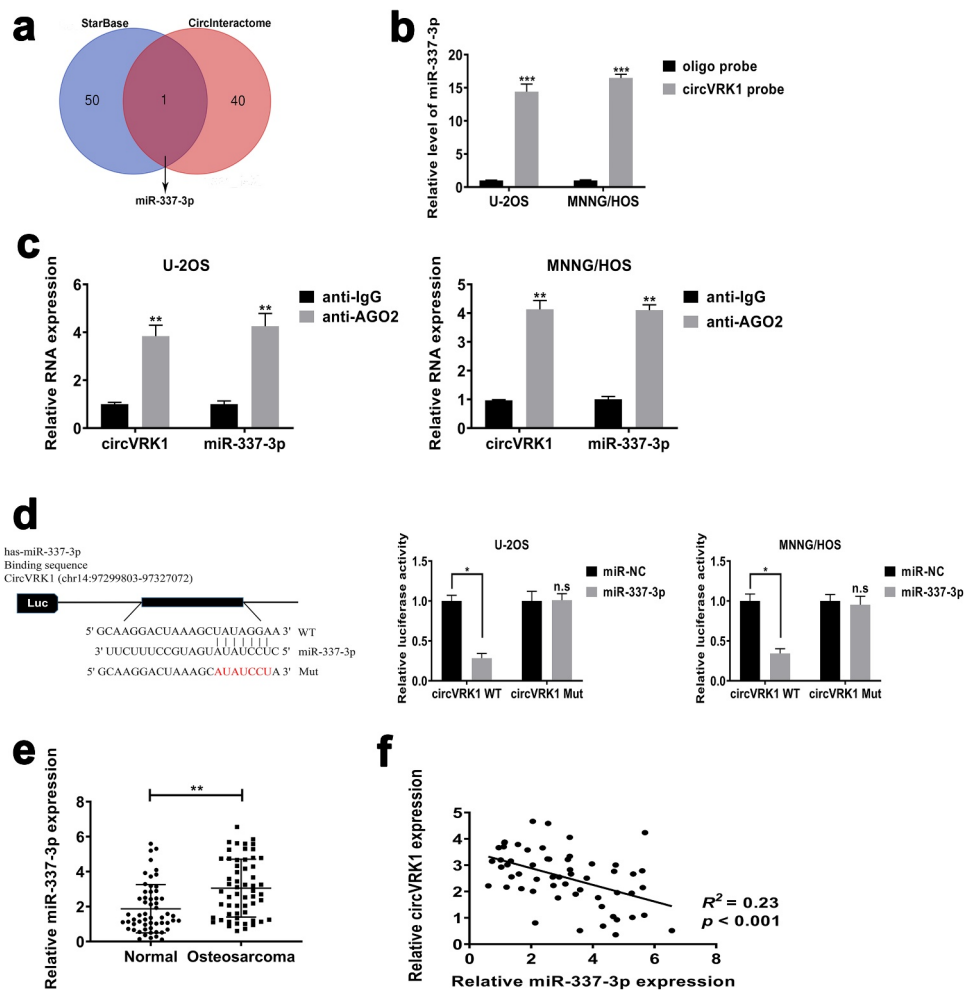 a
StarBase
CircInteractome
50
1
40
miR-337-3p
b
Relative level of miR-337-3p
20
15
10
5
0
***
***
U-2OS
MNNG/HOS
oligo probe
circVRK1 probe
c
U-2OS
Relative RNA expression
6
4
2
0
**
**
circVRK1
miR-337-3p
anti-IgG
anti-AGO2
MNNG/HOS
Relative RNA expression
5
4
3
2
1
0
**
**
circVRK1
miR-337-3p
anti-IgG
anti-AGO2
d
has-miR-337-3p
Binding sequence
CircVRK1 (chr14:97299803-97327072)
Luc
5' GCAAGGACUAAAGCUAUAGGAA 3' WT
3' UUCUUUCCGUAGUAUAUCCUC 5' miR-337-3p
5' GCAAGGACUAAAGCAUAUCCUA 3' Mut
U-2OS
Relative luciferase activity
1.5
1.0
0.5
0.0
*
n.s
circVRK1 WT
circVRK1 Mut
miR-NC
miR-337-3p
MNNG/HOS
Relative luciferase activity
1.5
1.0
0.5
0.0
*
n.s
circVRK1 WT
circVRK1 Mut
miR-NC
miR-337-3p
e
Relative miR-337-3p expression
8
6
4
2
0
**
Normal
Osteosarcoma
f
Relative circVRK1 expression
5
4
3
2
1
0
0
2
4
6
8
Relative miR-337-3p expression
R² = 0.23
p < 0.001